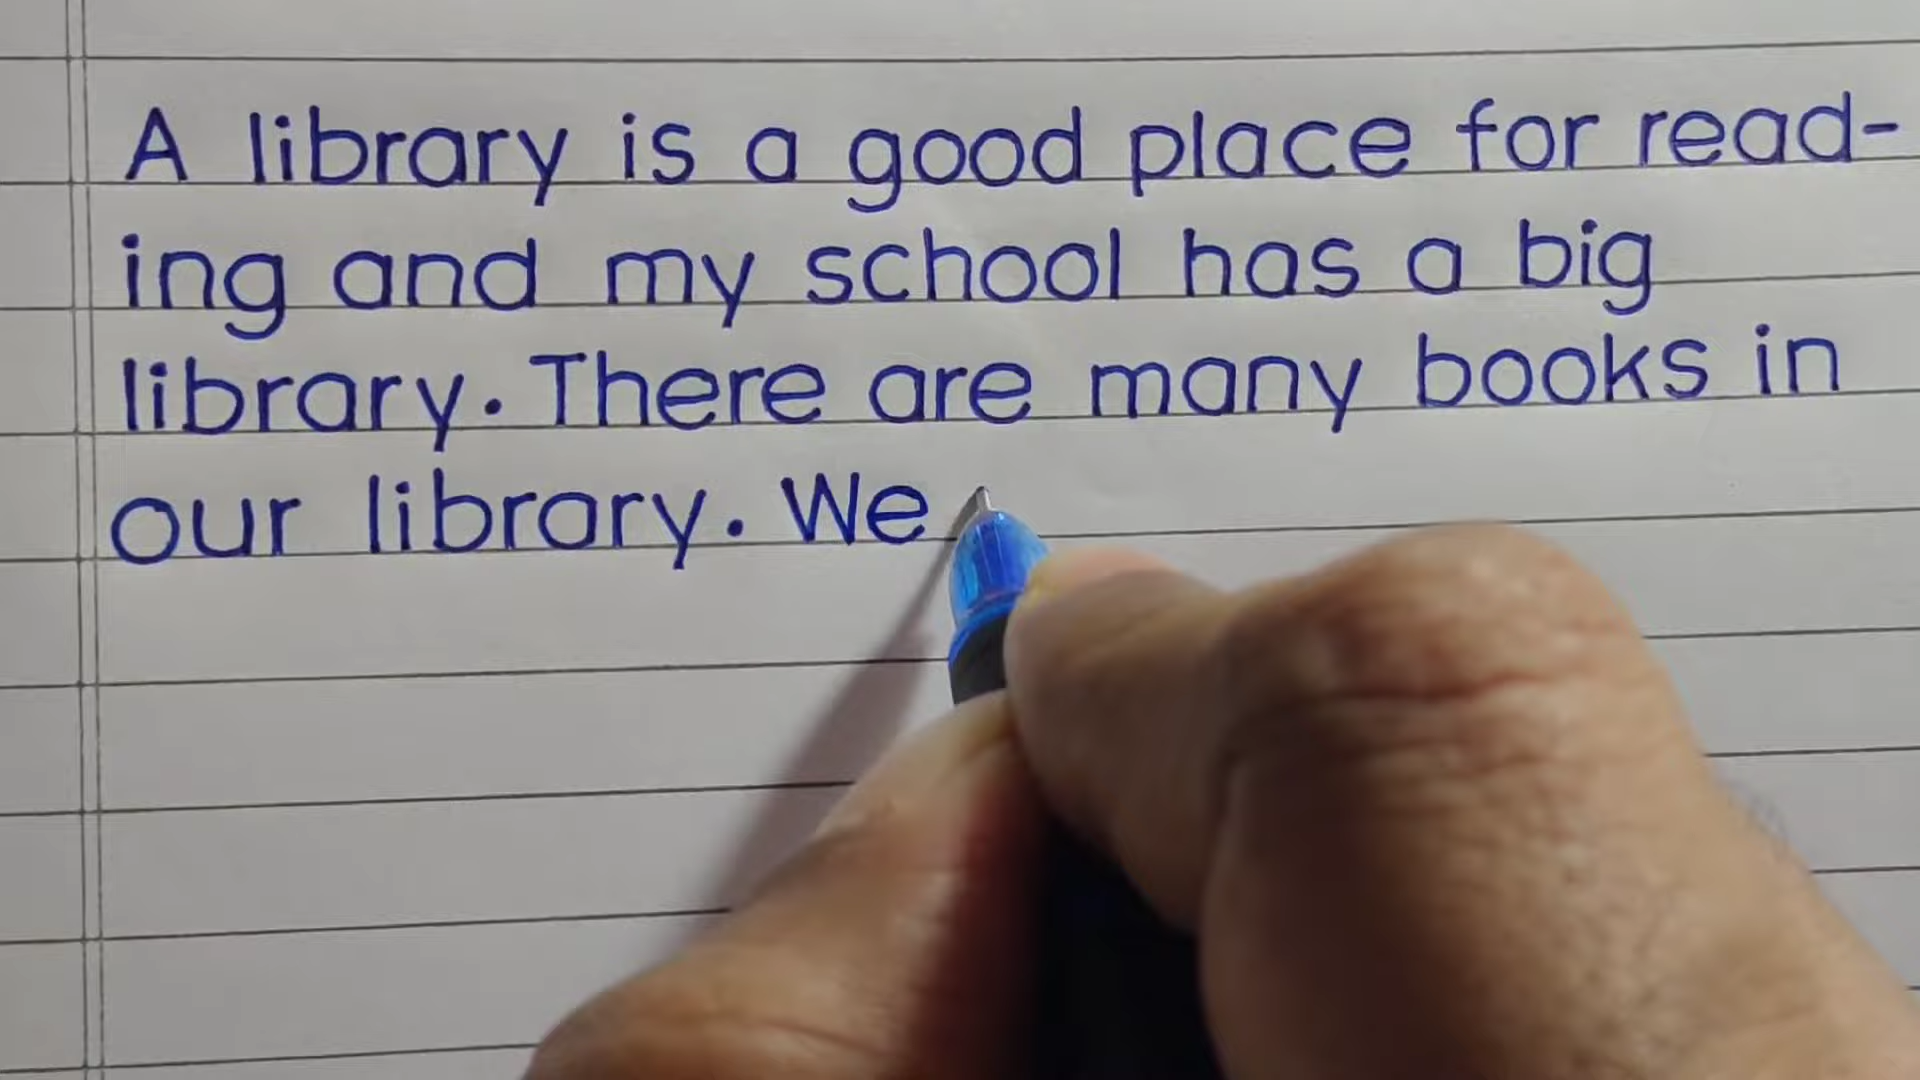 A library is a good place for read-
ing and my school has a big
library. There are many books in
our library. We